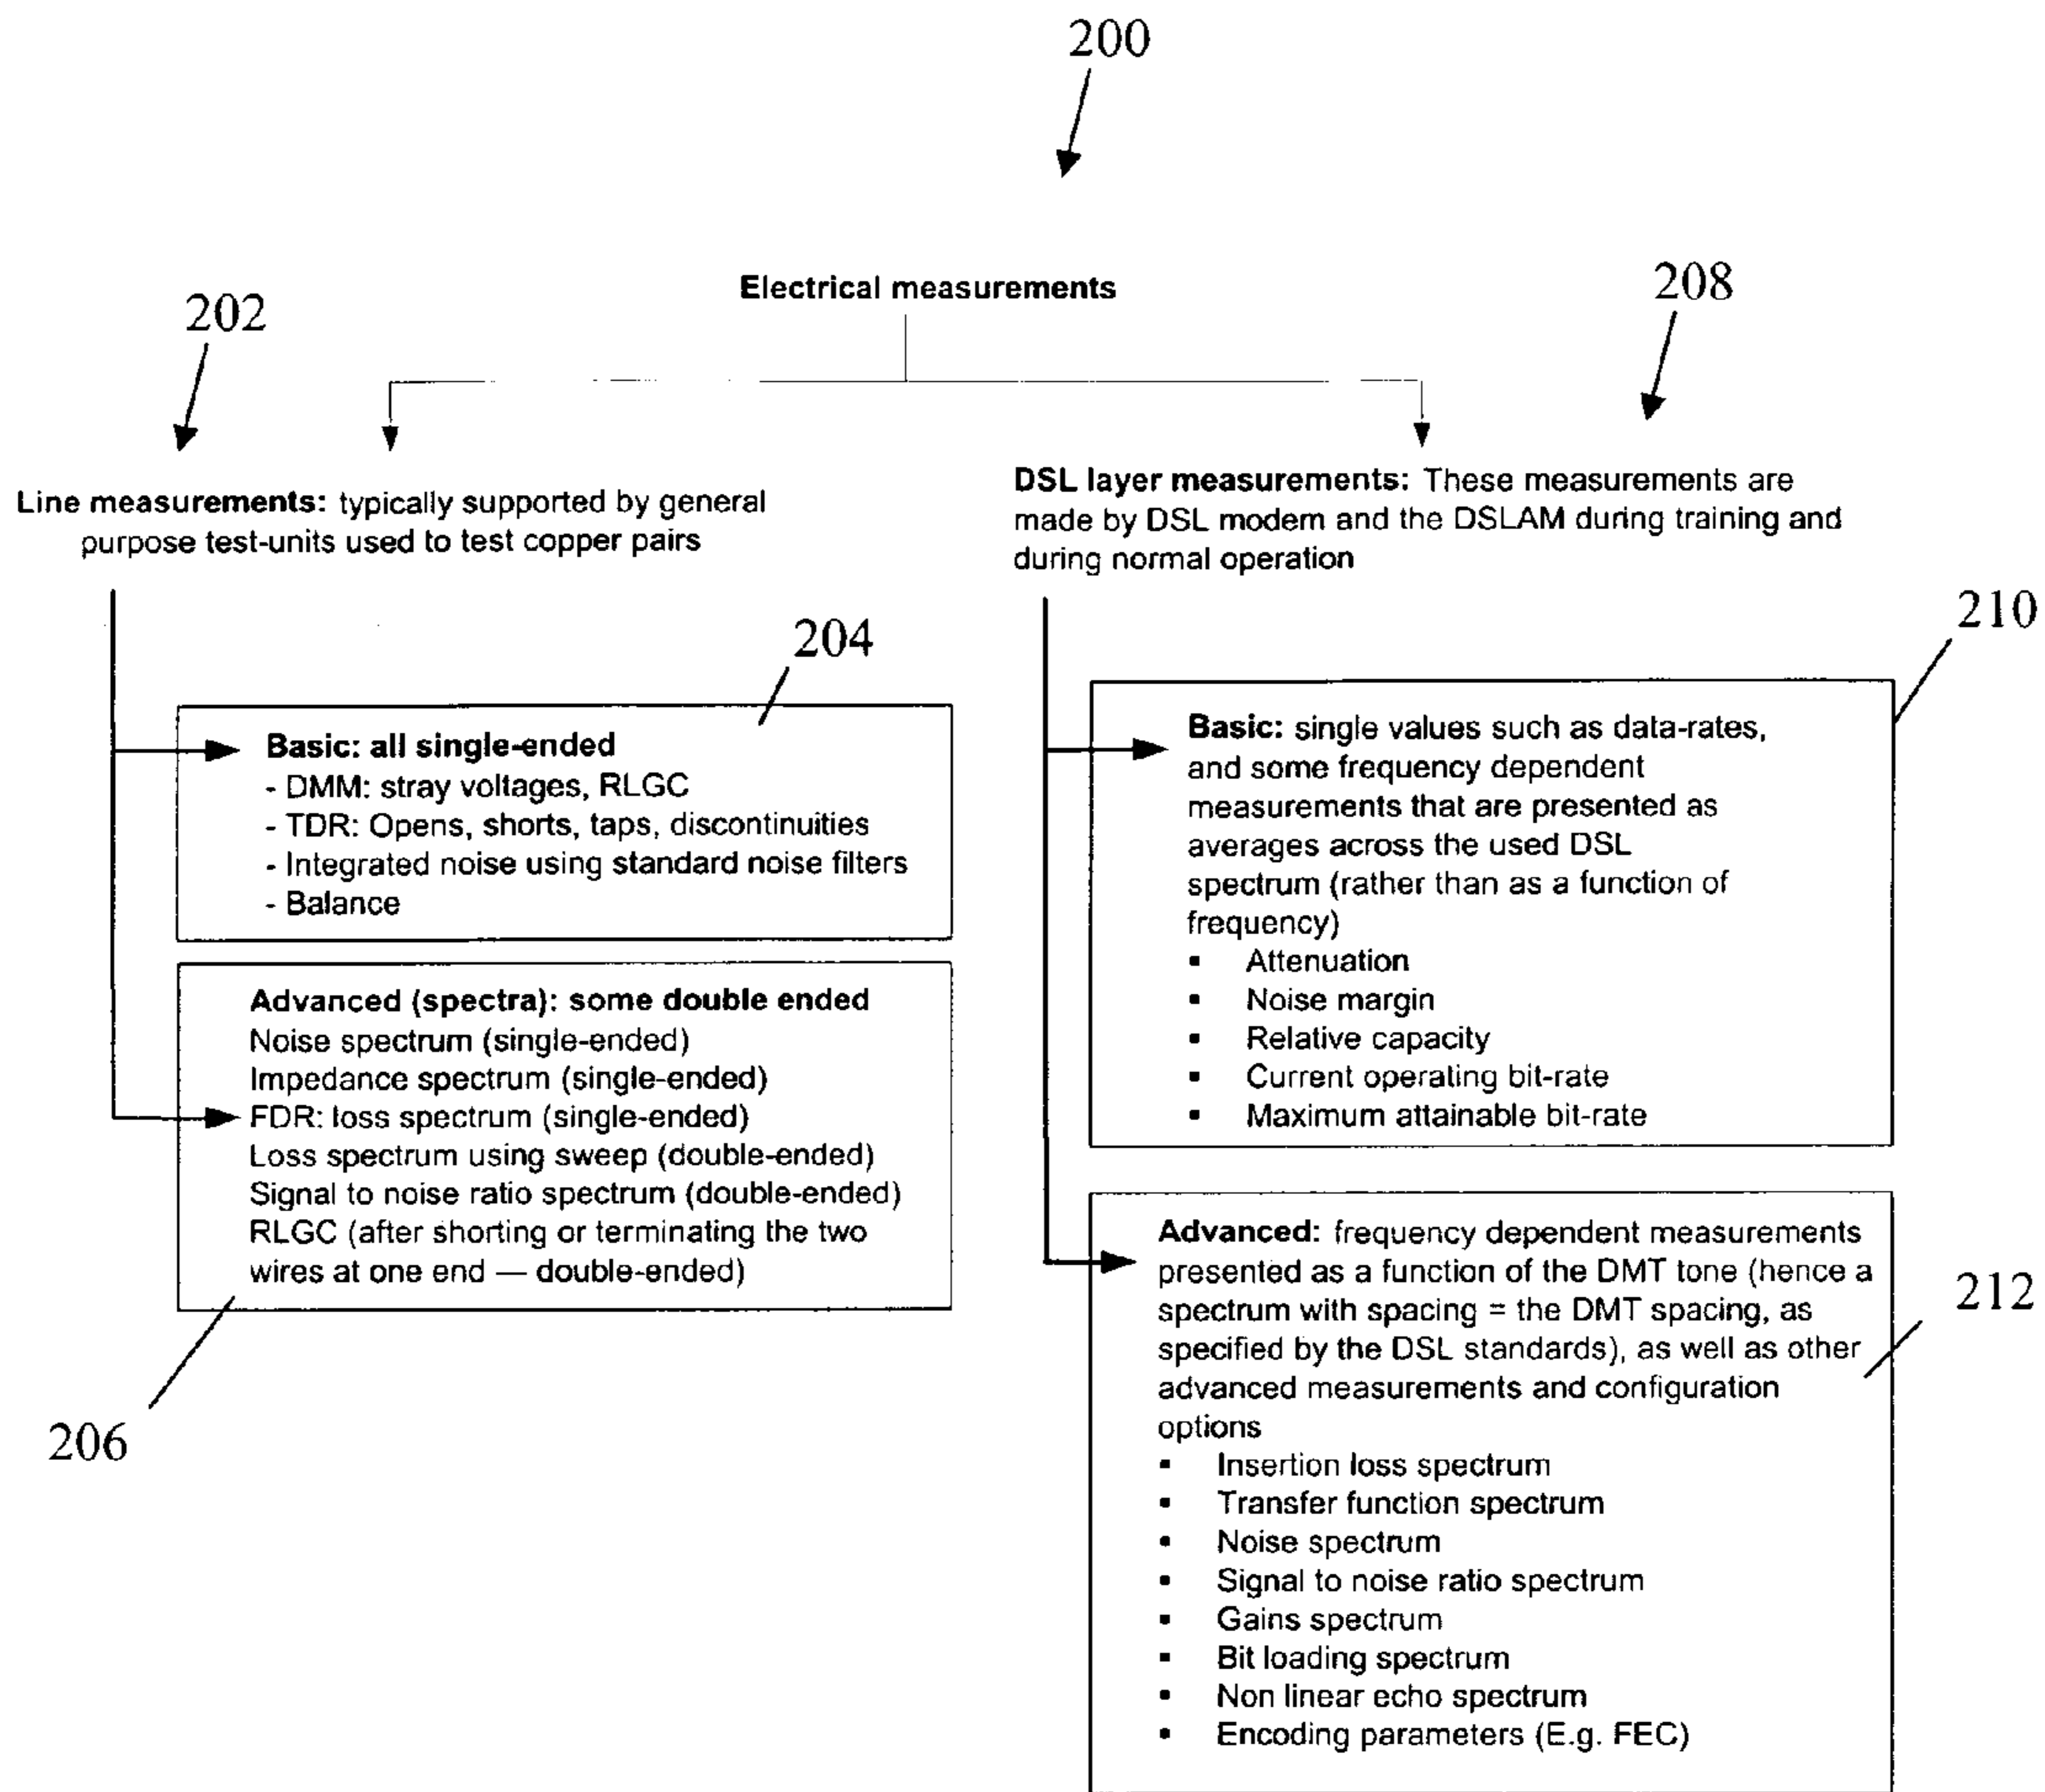 200
Electrical measurements
202
208
Line measurements: typically supported by general
purpose test-units used to test copper pairs
DSL layer measurements: These measurements are
made by DSL modem and the DSLAM during training and
during normal operation
204
Basic: all single-ended
- DMM: stray voltages, RLGC
- TDR: Opens, shorts, taps, discontinuities
- Integrated noise using standard noise filters
- Balance
Advanced (spectra): some double ended
Noise spectrum (single-ended)
Impedance spectrum (single-ended)
FDR: loss spectrum (single-ended)
Loss spectrum using sweep (double-ended)
Signal to noise ratio spectrum (double-ended)
RLGC (after shorting or terminating the two
wires at one end — double-ended)
206
210
Basic: single values such as data-rates,
and some frequency dependent
measurements that are presented as
averages across the used DSL
spectrum (rather than as a function of
frequency)
▪ Attenuation
▪ Noise margin
▪ Relative capacity
▪ Current operating bit-rate
▪ Maximum attainable bit-rate
Advanced: frequency dependent measurements
presented as a function of the DMT tone (hence a
spectrum with spacing = the DMT spacing, as
specified by the DSL standards), as well as other
advanced measurements and configuration
options
▪ Insertion loss spectrum
▪ Transfer function spectrum
▪ Noise spectrum
▪ Signal to noise ratio spectrum
▪ Gains spectrum
▪ Bit loading spectrum
▪ Non linear echo spectrum
▪ Encoding parameters (E.g. FEC)
212